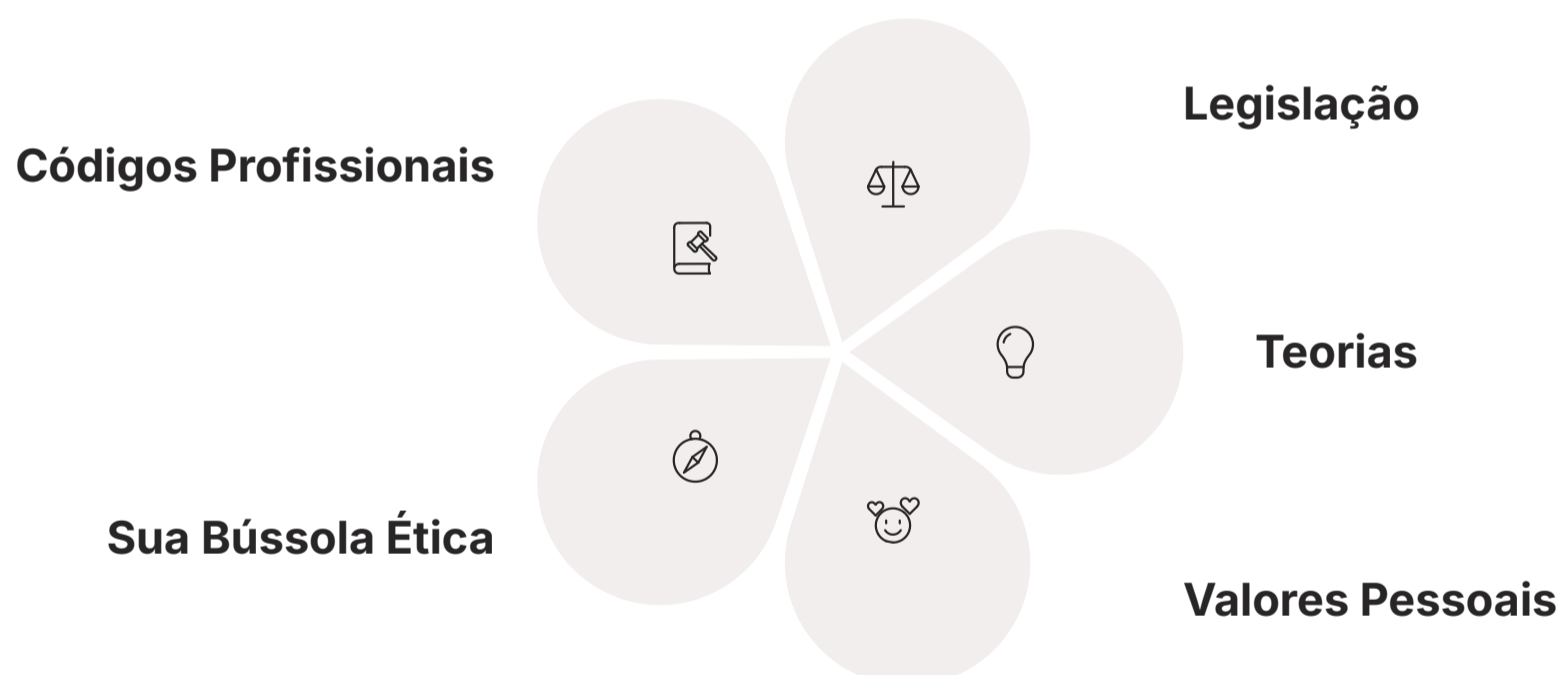 Legislação
Códigos Profissionais
Teorias
Sua Bússola Ética
Valores Pessoais